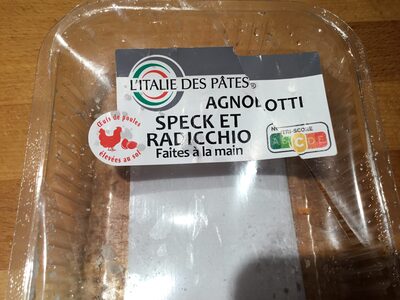 L'ITALIE DES PÂTES®
AGNOLOTTI
SPECK ET
RADICCHIO
Faites à la main
Œufs de poules
élevées au sol
NUTRI-SCORE
A B C D E